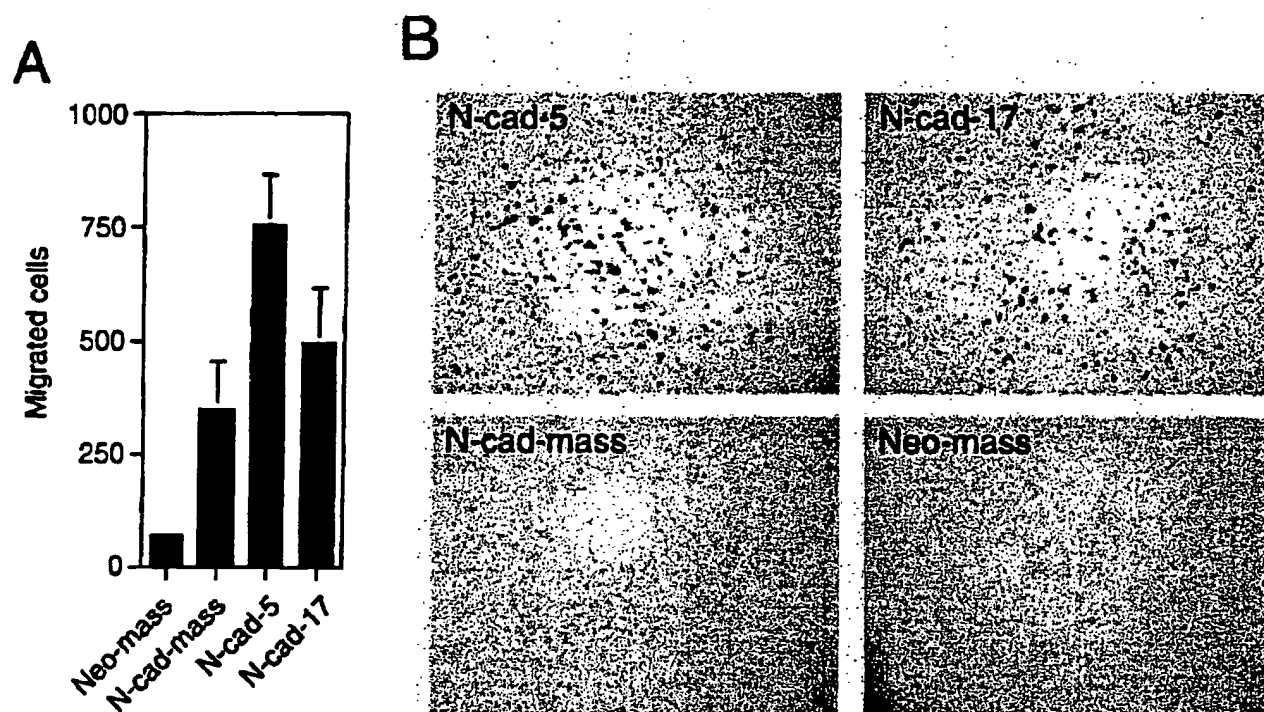 A
1000
750
500
250
0
Migrated cells
Neo-mass
N-cad-mass
N-cad-5
N-cad-17
B
N-cad-5
N-cad-17
N-cad-mass
Neo-mass